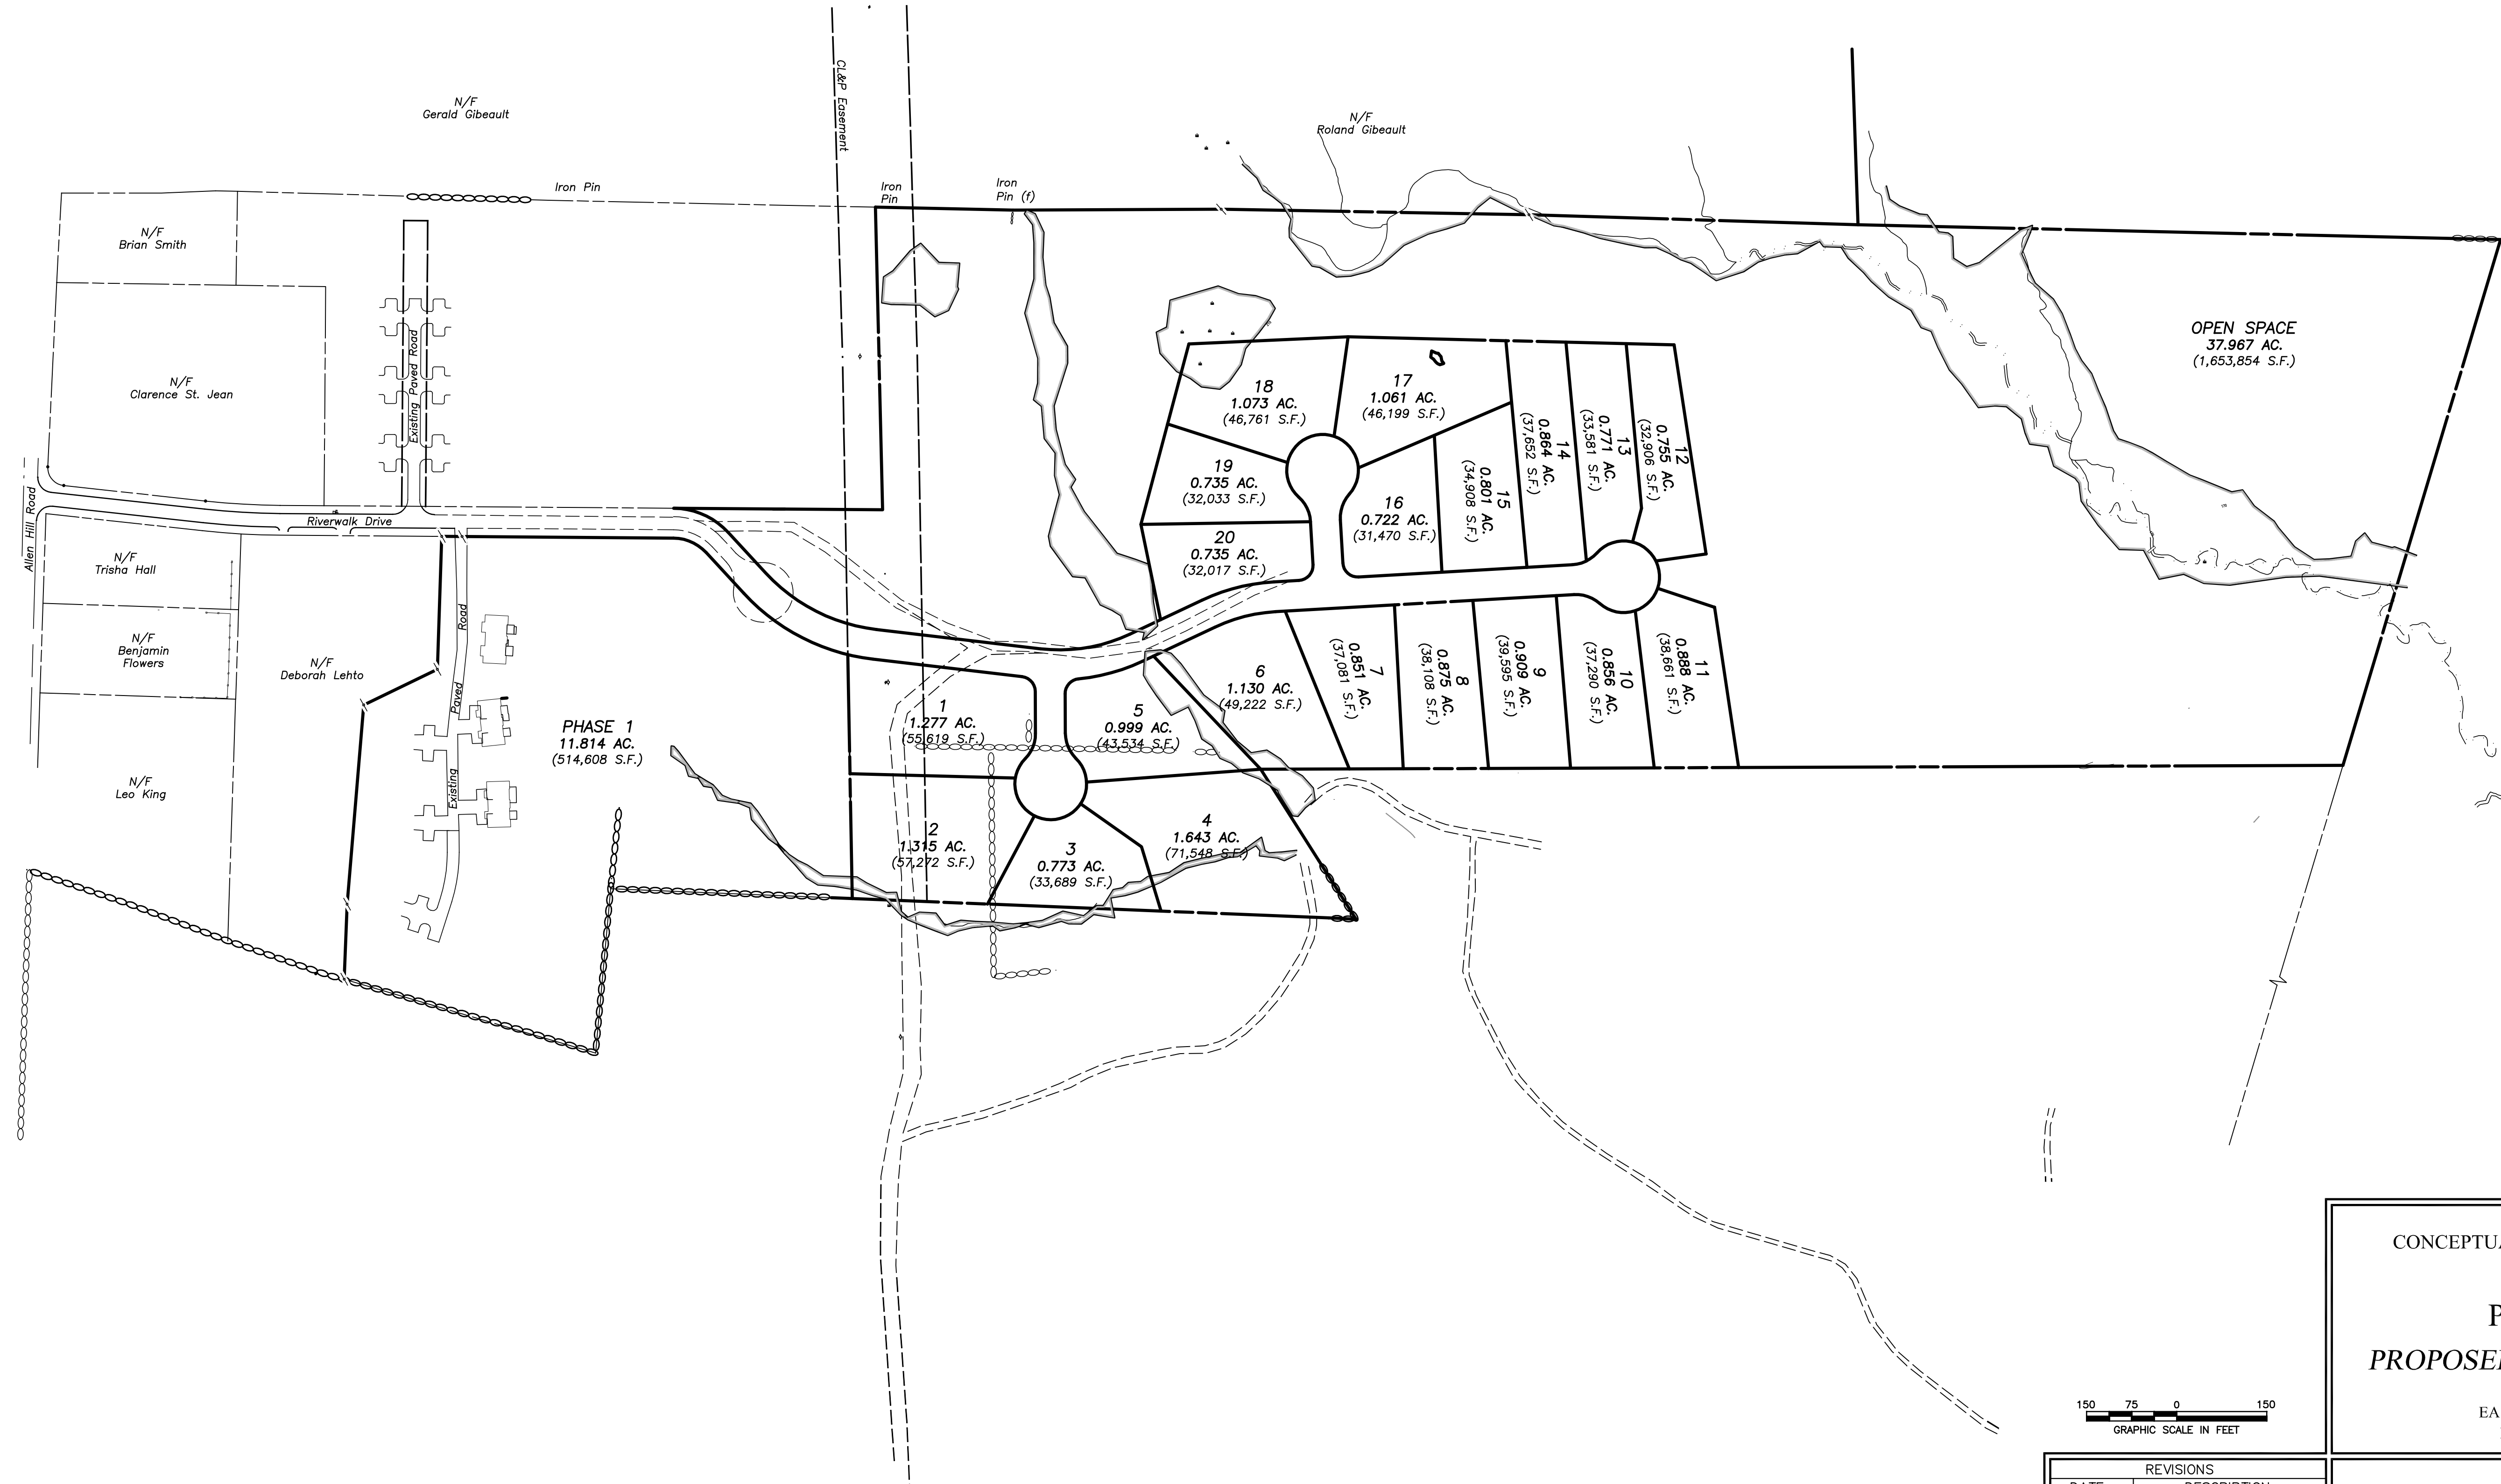 CL&P Easement
N/F
Gerald Gibeault
N/F
Roland Gibeault
Iron Pin
Iron
Pin
Iron
Pin (f)
N/F
Brian Smith
N/F
Clarence St. Jean
Existing Paved Road
Allen Hill Road
Riverwalk Drive
N/F
Trisha Hall
N/F
Benjamin
Flowers
N/F
Deborah Lehto
N/F
Leo King
Existing Paved Road
PHASE 1
11.814 AC.
(514,608 S.F.)
OPEN SPACE
37.967 AC.
(1,653,854 S.F.)
18
1.073 AC.
(46,761 S.F.)
17
1.061 AC.
(46,199 S.F.)
14
0.864 AC.
(37,652 S.F.)
13
0.771 AC.
(33,581 S.F.)
12
0.755 AC.
(32,906 S.F.)
19
0.735 AC.
(32,033 S.F.)
16
0.722 AC.
(31,470 S.F.)
15
0.801 AC.
(34,908 S.F.)
20
0.735 AC.
(32,017 S.F.)
1
1.277 AC.
(55,619 S.F.)
5
0.999 AC.
(43,534 S.F.)
6
1.130 AC.
(49,222 S.F.)
7
0.851 AC.
(37,081 S.F.)
8
0.875 AC.
(38,108 S.F.)
9
0.909 AC.
(39,595 S.F.)
10
0.856 AC.
(37,290 S.F.)
11
0.888 AC.
(38,661 S.F.)
2
1.315 AC.
(57,272 S.F.)
3
0.773 AC.
(33,689 S.F.)
4
1.643 AC.
(71,548 S.F.)
150 75 0 150
GRAPHIC SCALE IN FEET
CONCEPTUA
P
PROPOSE
EA
REVISIONS
DATE DESCRIPTION